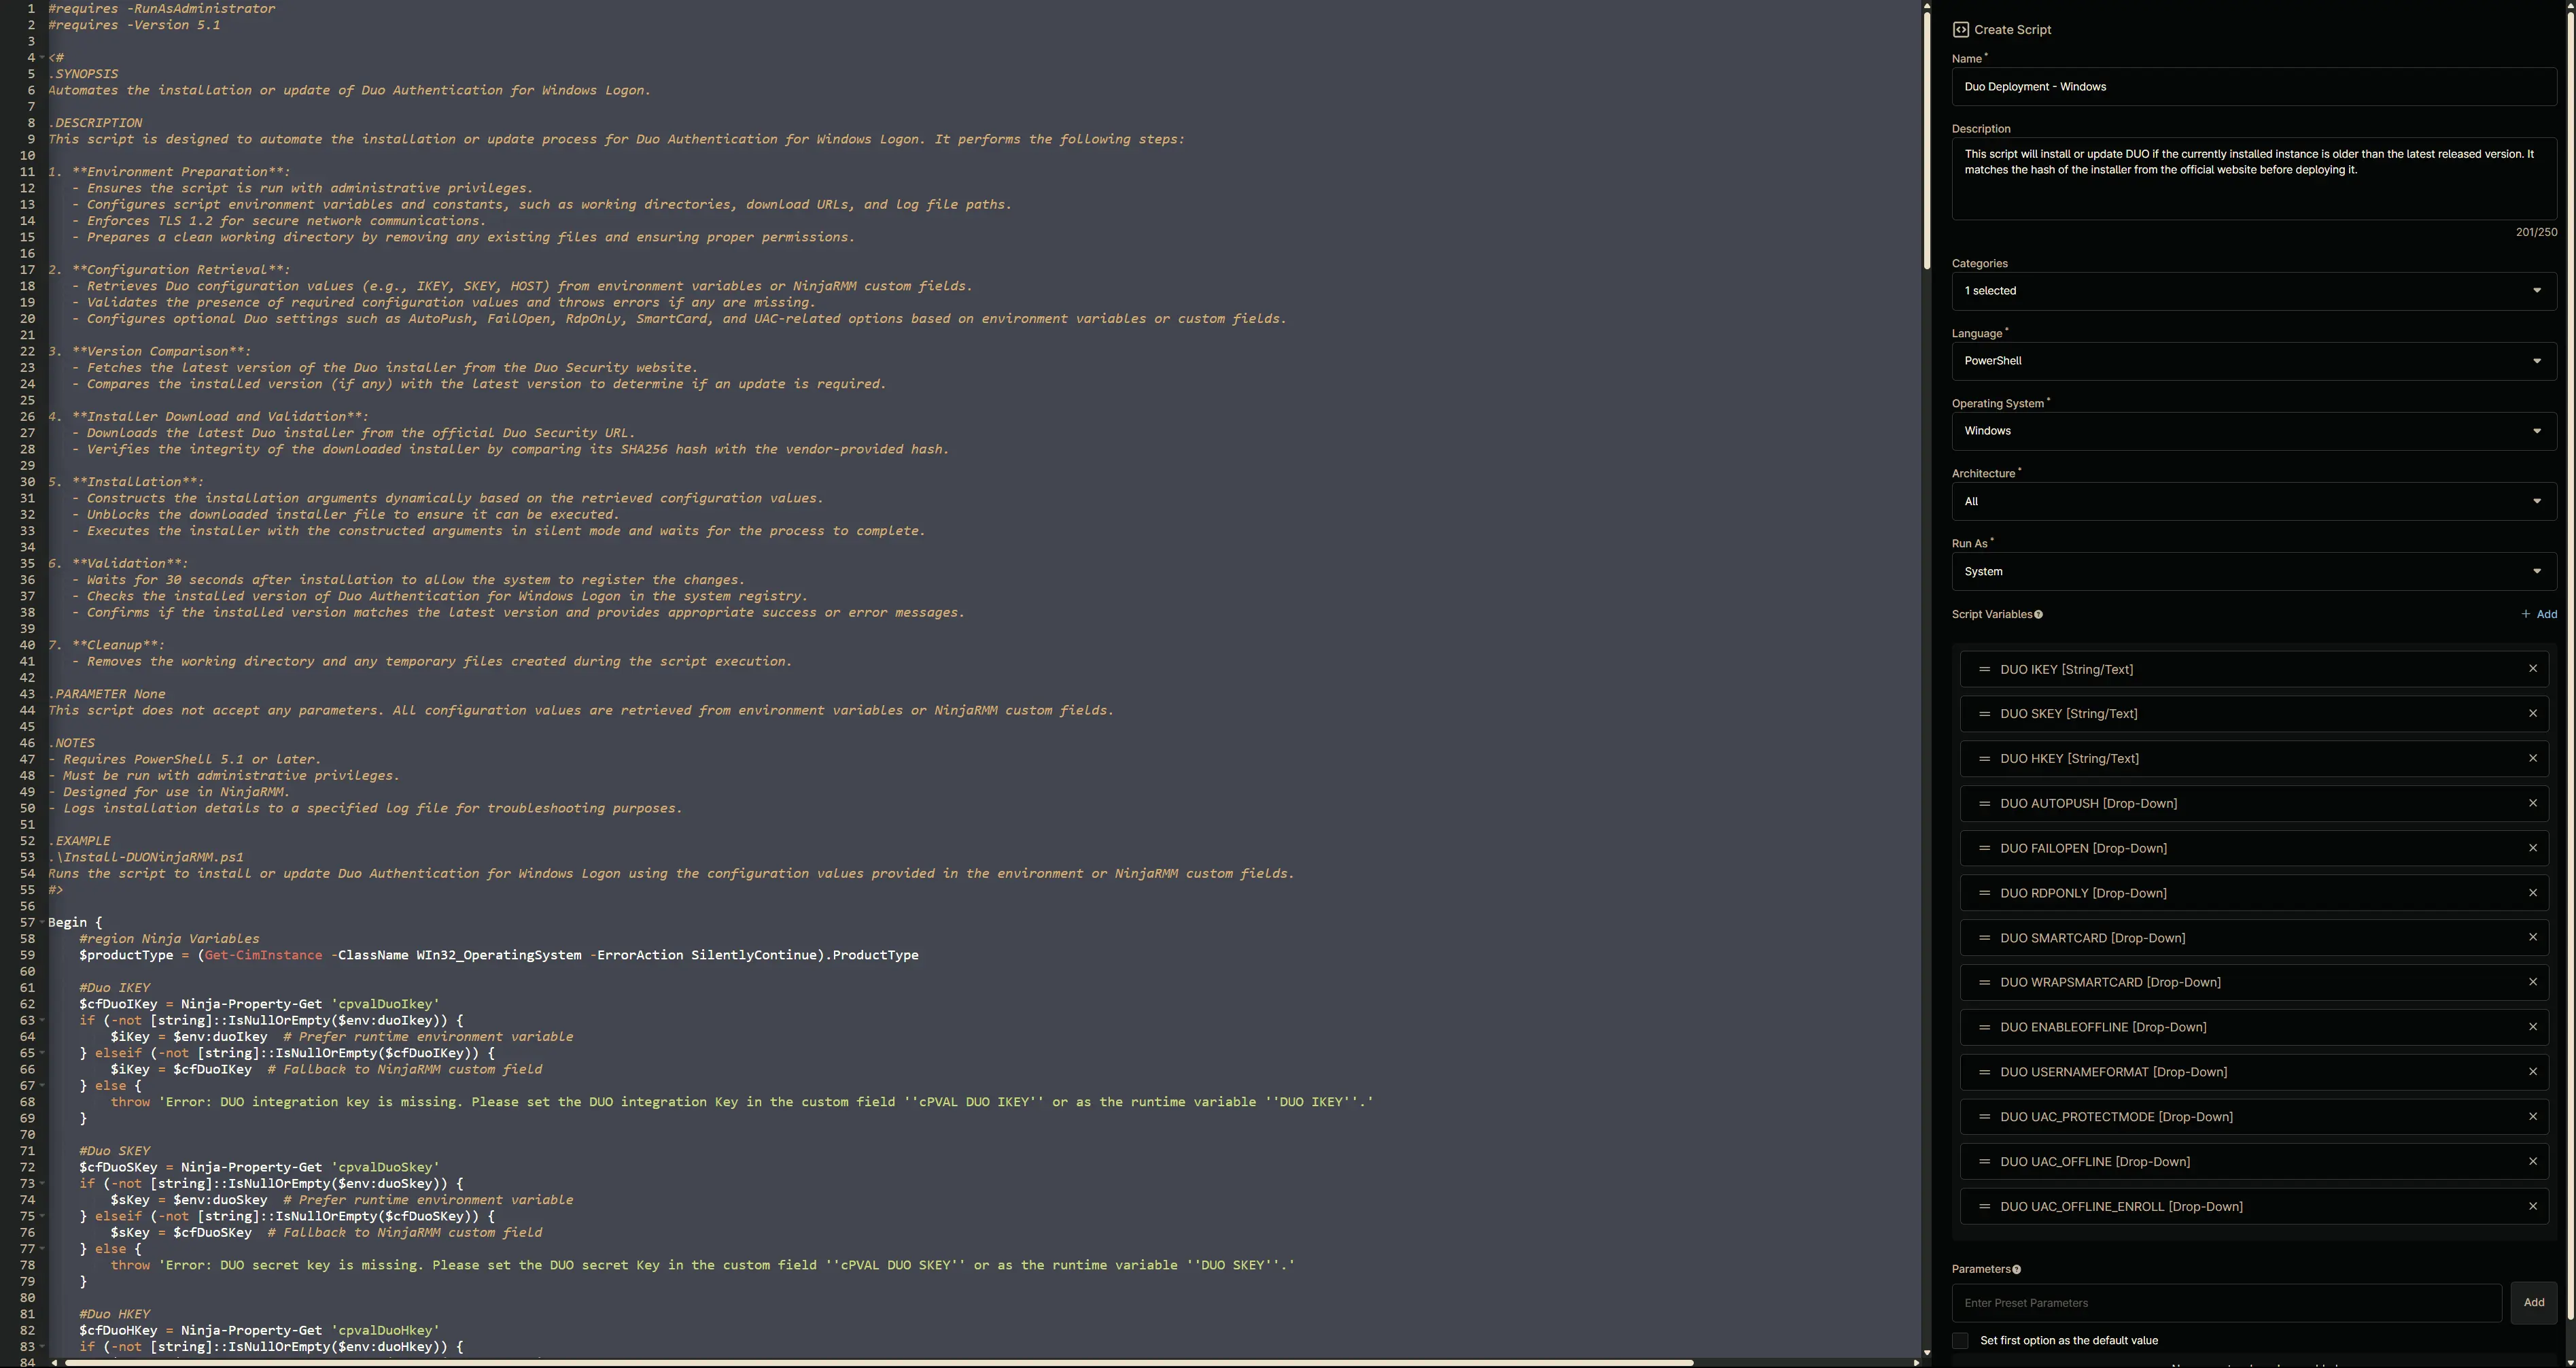 1 #requires -RunAsAdministrator
2 #requires -Version 5.1
3
4 <#
5 .SYNOPSIS
6 Automates the installation or update of Duo Authentication for Windows Logon.
7
8 .DESCRIPTION
9 This script is designed to automate the installation or update process for Duo Authentication for Windows Logon. It performs the following steps:
10
11 1. **Environment Preparation**:
12 - Ensures the script is run with administrative privileges.
13 - Configures script environment variables and constants, such as working directories, download URLs, and log file paths.
14 - Enforces TLS 1.2 for secure network communications.
15 - Prepares a clean working directory by removing any existing files and ensuring proper permissions.
16
17 2. **Configuration Retrieval**:
18 - Retrieves Duo configuration values (e.g., IKEY, SKEY, HOST) from environment variables or NinjaRMM custom fields.
19 - Validates the presence of required configuration values and throws errors if any are missing.
20 - Configures optional Duo settings such as AutoPush, FailOpen, RdpOnly, SmartCard, and UAC-related options based on environment variables or custom fields.
21
22 3. **Version Comparison**:
23 - Fetches the latest version of the Duo installer from the Duo Security website.
24 - Compares the installed version (if any) with the latest version to determine if an update is required.
25
26 4. **Installer Download and Validation**:
27 - Downloads the latest Duo installer from the official Duo Security URL.
28 - Verifies the integrity of the downloaded installer by comparing its SHA256 hash with the vendor-provided hash.
29
30 5. **Installation**:
31 - Constructs the installation arguments dynamically based on the retrieved configuration values.
32 - Unblocks the downloaded installer file to ensure it can be executed.
33 - Executes the installer with the constructed arguments in silent mode and waits for the process to complete.
34
35 6. **Validation**:
36 - Waits for 30 seconds after installation to allow the system to register the changes.
37 - Checks the installed version of Duo Authentication for Windows Logon in the system registry.
38 - Confirms if the installed version matches the latest version and provides appropriate success or error messages.
39
40 7. **Cleanup**:
41 - Removes the working directory and any temporary files created during the script execution.
42
43 .PARAMETER None
44 This script does not accept any parameters. All configuration values are retrieved from environment variables or NinjaRMM custom fields.
45
46 .NOTES
47 - Requires PowerShell 5.1 or later.
48 - Must be run with administrative privileges.
49 - Designed for use in NinjaRMM.
50 - Logs installation details to a specified log file for troubleshooting purposes.
51
52 .EXAMPLE
53 .\Install-DUONinjaRMM.ps1
54 Runs the script to install or update Duo Authentication for Windows Logon using the configuration values provided in the environment or NinjaRMM custom fields.
55 #>
56
57 Begin {
58 #region Ninja Variables
59 $productType = (Get-CimInstance -ClassName WIn32_OperatingSystem -ErrorAction SilentlyContinue).ProductType
60
61 #Duo IKEY
62 $cfDuoIKey = Ninja-Property-Get 'cpvalDuoIkey'
63 if (-not [string]::IsNullOrEmpty($env:duoIkey)) {
64 $iKey = $env:duoIkey # Prefer runtime environment variable
65 } elseif (-not [string]::IsNullOrEmpty($cfDuoIKey)) {
66 $iKey = $cfDuoIKey # Fallback to NinjaRMM custom field
67 } else {
68 throw 'Error: DUO integration key is missing. Please set the DUO integration Key in the custom field ''cPVAL DUO IKEY'' or as the runtime variable ''DUO IKEY''.'
69 }
70
71 #Duo SKEY
72 $cfDuoSKey = Ninja-Property-Get 'cpvalDuoSkey'
73 if (-not [string]::IsNullOrEmpty($env:duoSkey)) {
74 $sKey = $env:duoSkey # Prefer runtime environment variable
75 } elseif (-not [string]::IsNullOrEmpty($cfDuoSKey)) {
76 $sKey = $cfDuoSKey # Fallback to NinjaRMM custom field
77 } else {
78 throw 'Error: DUO secret key is missing. Please set the DUO secret Key in the custom field ''cPVAL DUO SKEY'' or as the runtime variable ''DUO SKEY''.'
79 }
80
81 #Duo HKEY
82 $cfDuoHKey = Ninja-Property-Get 'cpvalDuoHkey'
83 if (-not [string]::IsNullOrEmpty($env:duoHkey)) {
84
Create Script
Name *
Duo Deployment - Windows
Description
This script will install or update DUO if the currently installed instance is older than the latest released version. It
matches the hash of the installer from the official website before deploying it.
201/250
Categories
1 selected
Language *
PowerShell
Operating System *
Windows
Architecture *
All
Run As *
System
Script Variables
+ Add
DUO IKEY [String/Text]
DUO SKEY [String/Text]
DUO HKEY [String/Text]
DUO AUTOPUSH [Drop-Down]
DUO FAILOPEN [Drop-Down]
DUO RDPONLY [Drop-Down]
DUO SMARTCARD [Drop-Down]
DUO WRAPSMARTCARD [Drop-Down]
DUO ENABLEOFFLINE [Drop-Down]
DUO USERNAMEFORMAT [Drop-Down]
DUO UAC_PROTECTMODE [Drop-Down]
DUO UAC_OFFLINE [Drop-Down]
DUO UAC_OFFLINE_ENROLL [Drop-Down]
Parameters
Enter Preset Parameters
Add
Set first option as the default value